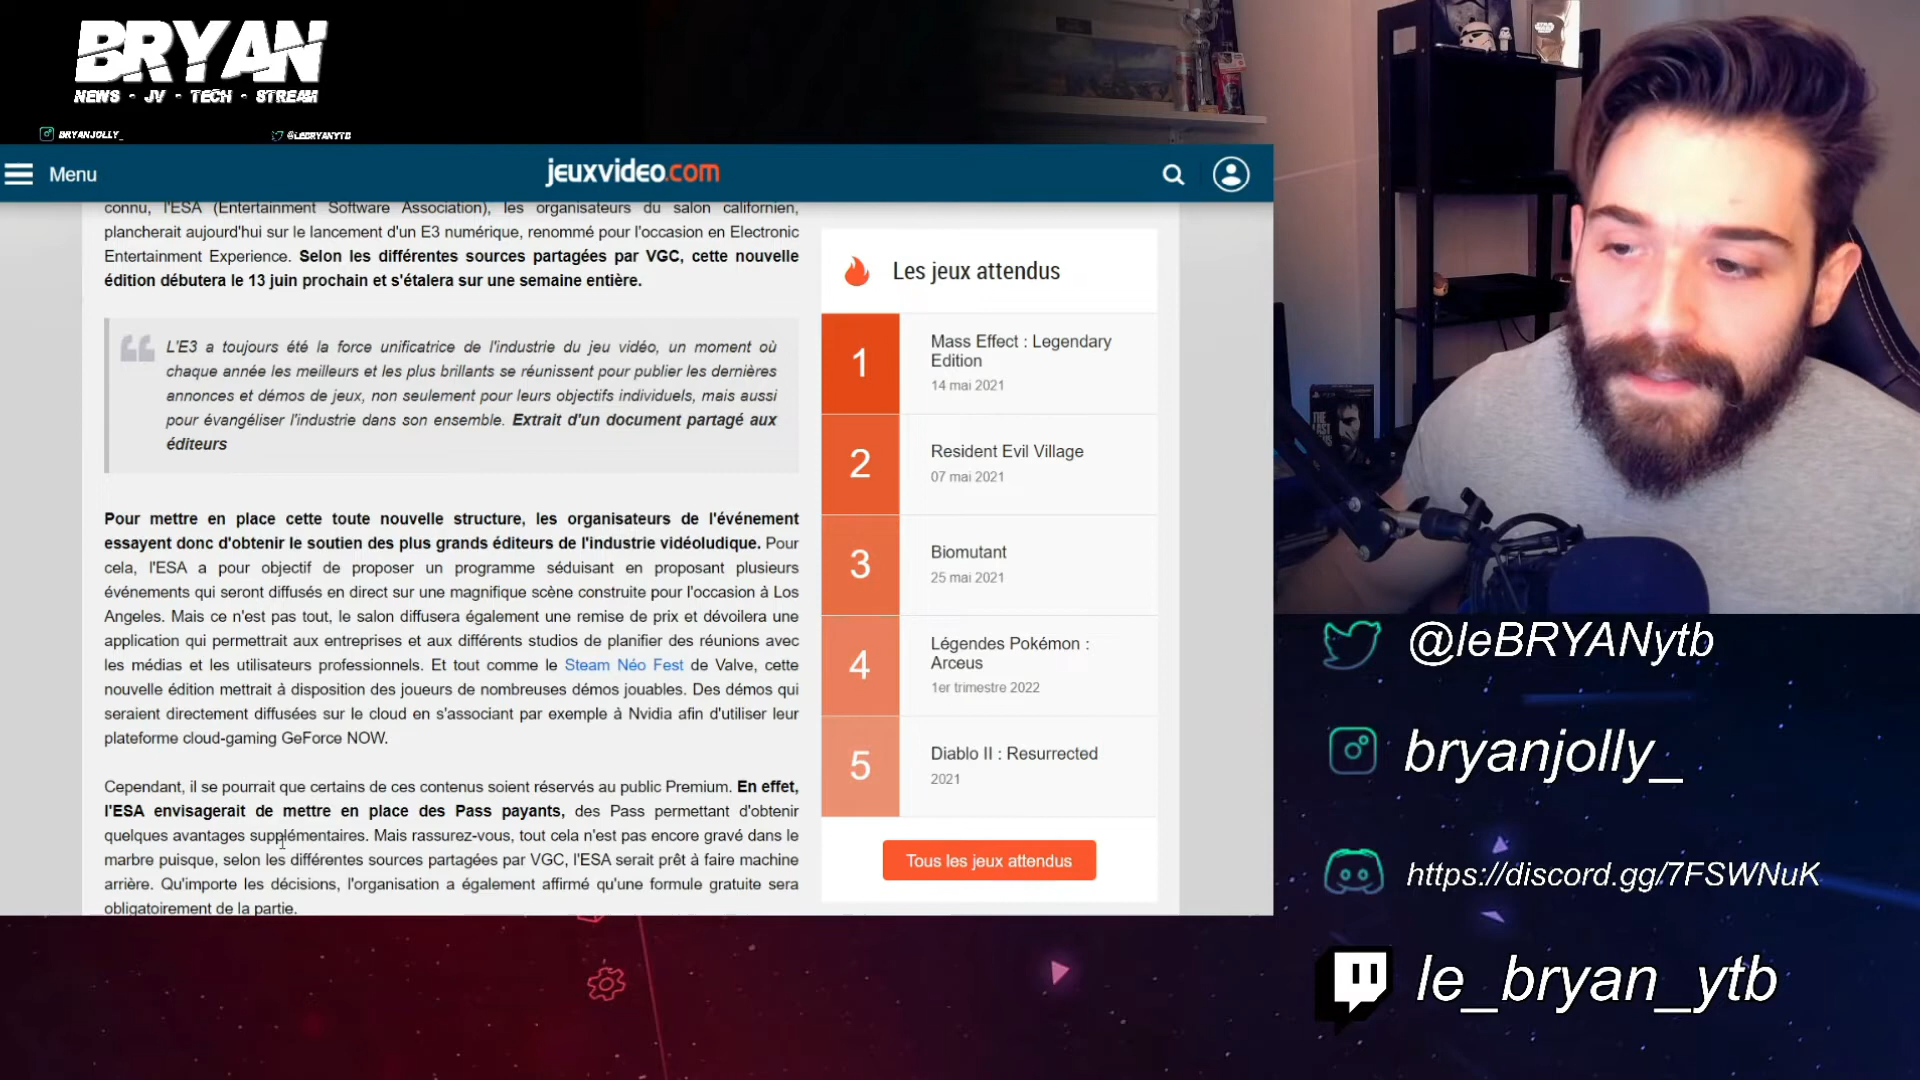 BRYAN
NEWS - JV - TECH - STREAM
BRYANJOLLY_
@LEBRYANYTB
Menu
jeuxvideo.com
connu, l'ESA (Entertainment Software Association), les organisateurs du salon californien,
plancherait aujourd'hui sur le lancement d'un E3 numérique, renommé pour l'occasion en Electronic
Entertainment Experience. Selon les différentes sources partagées par VGC, cette nouvelle
édition débutera le 13 juin prochain et s'étalera sur une semaine entière.
L'E3 a toujours été la force unificatrice de l'industrie du jeu vidéo, un moment où
chaque année les meilleurs et les plus brillants se réunissent pour publier les dernières
annonces et démos de jeux, non seulement pour leurs objectifs individuels, mais aussi
pour évangéliser l'industrie dans son ensemble. Extrait d'un document partagé aux
éditeurs
Pour mettre en place cette toute nouvelle structure, les organisateurs de l'événement
essayent donc d'obtenir le soutien des plus grands éditeurs de l'industrie vidéoludique. Pour
cela, l'ESA a pour objectif de proposer un programme séduisant en proposant plusieurs
événements qui seront diffusés en direct sur une magnifique scène construite pour l'occasion à Los
Angeles. Mais ce n'est pas tout, le salon diffusera également une remise de prix et dévoilera une
application qui permettrait aux entreprises et aux différents studios de planifier des réunions avec
les médias et les utilisateurs professionnels. Et tout comme le Steam Néo Fest de Valve, cette
nouvelle édition mettrait à disposition des joueurs de nombreuses démos jouables. Des démos qui
seraient directement diffusées sur le cloud en s'associant par exemple à Nvidia afin d'utiliser leur
plateforme cloud-gaming GeForce NOW.
Cependant, il se pourrait que certains de ces contenus soient réservés au public Premium. En effet,
l'ESA envisagerait de mettre en place des Pass payants, des Pass permettant d'obtenir
quelques avantages supplémentaires. Mais rassurez-vous, tout cela n'est pas encore gravé dans le
marbre puisque, selon les différentes sources partagées par VGC, l'ESA serait prêt à faire machine
arrière. Qu'importe les décisions, l'organisation a également affirmé qu'une formule gratuite sera
obligatoirement de la partie.
Les jeux attendus
1
Mass Effect : Legendary
Edition
14 mai 2021
2
Resident Evil Village
07 mai 2021
3
Biomutant
25 mai 2021
4
Légendes Pokémon :
Arceus
1er trimestre 2022
5
Diablo II : Resurrected
2021
Tous les jeux attendus
THE
LAST
@leBRYANytb
bryanjolly_
https://discord.gg/7FSWNuK
le_bryan_ytb